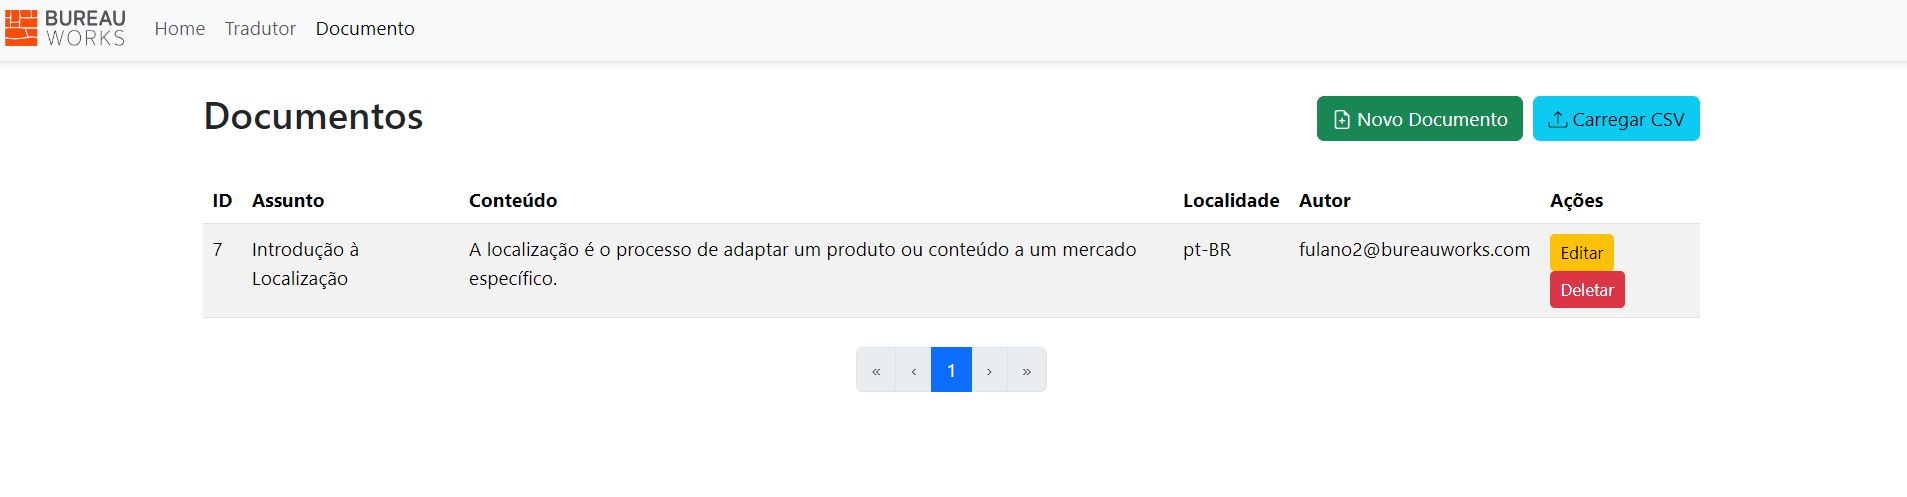 BUREAU
WORKS
Home Tradutor Documento
Documentos
Novo Documento
Carregar CSV
ID Assunto Conteúdo Localidade Autor Ações
7
Introdução à
Localização
A localização é o processo de adaptar um produto ou conteúdo a um mercado
específico.
pt-BR
fulano2@bureauworks.com
Editar
Deletar
« ‹ 1 › »